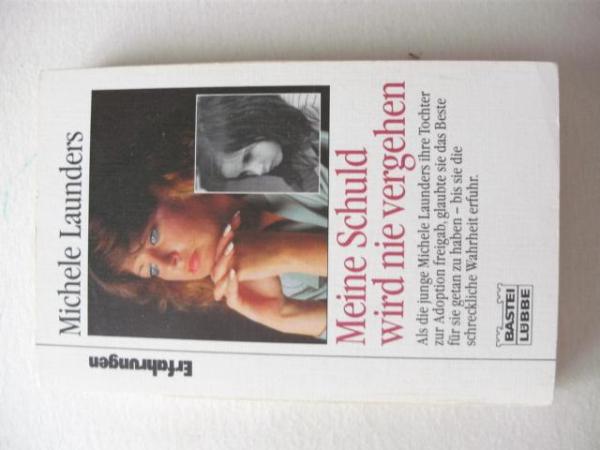 Michele Launders
Erfahrungen
Meine Schuld
wird nie vergehen
Als die junge Michele Launders ihre Tochter
zur Adoption freigab, glaubte sie das Beste
für sie getan zu haben – bis sie die
schreckliche Wahrheit erfuhr.
BASTEI
LÜBBE